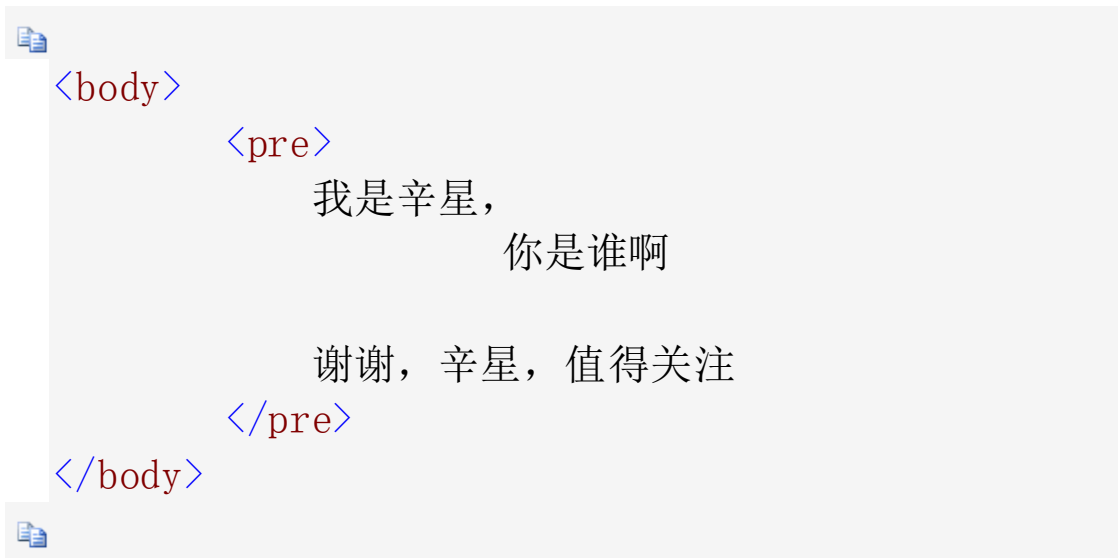 <body>
<pre>
我是辛星，
你是谁啊
谢谢，辛星，值得关注
</pre>
</body>